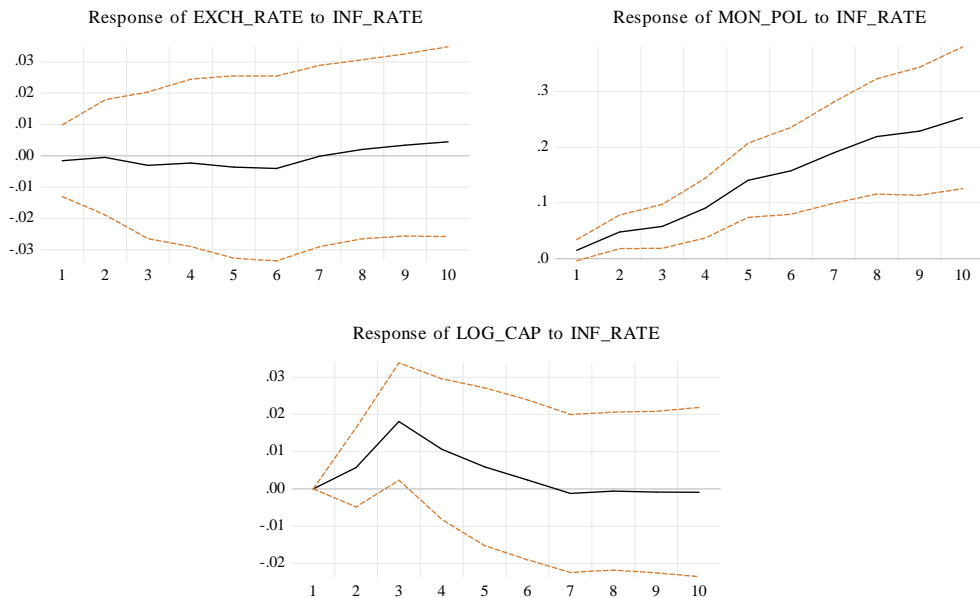 Response of EXCH_RATE to INF_RATE
.03
.02
.01
.00
-.01
-.02
-.03
1 2 3 4 5 6 7 8 9 10
Response of MON_POL to INF_RATE
.3
.2
.1
.0
1 2 3 4 5 6 7 8 9 10
Response of LOG_CAP to INF_RATE
.03
.02
.01
.00
-.01
-.02
1 2 3 4 5 6 7 8 9 10